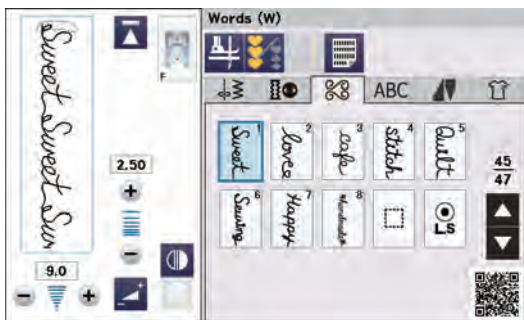 Sweet Sweet Swe
F
2.50
+
−
9.0
−
+
Words (W)
ABC
1
Sweet
2
love
3
cafe
4
stitch
5
Quilt
45
47
6
Sewing
7
Happy
8
Handmade
LS